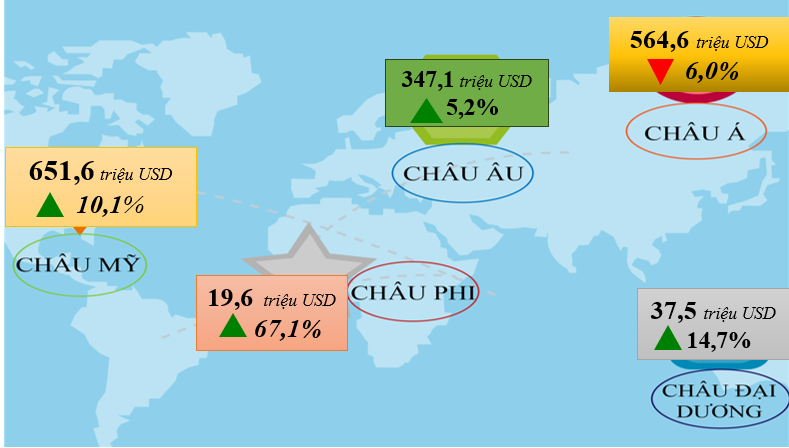 564,6 triệu USD
6,0%
CHÂU Á
347,1 triệu USD
5,2%
CHÂU ÂU
651,6 triệu USD
10,1%
CHÂU MỸ
19,6 triệu USD
67,1%
CHÂU PHI
37,5 triệu USD
14,7%
CHÂU ĐẠI
DƯƠNG